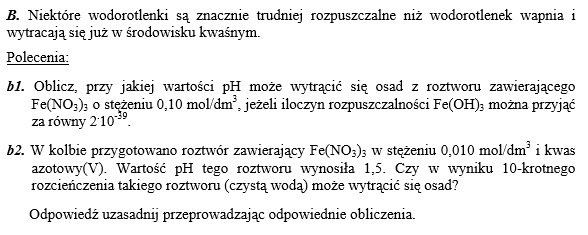 B. Niektóre wodorotlenki są znacznie trudniej rozpuszczalne niż wodorotlenek wapnia i
wytracają się już w środowisku kwaśnym.
Polecenia:
b1. Oblicz, przy jakiej wartości pH może wytrącić się osad z roztworu zawierającego
Fe(NO₃)₃ o stężeniu 0,10 mol/dm³, jeżeli iloczyn rozpuszczalności Fe(OH)₃ można przyjąć
za równy 2·10⁻³⁹.
b2. W kolbie przygotowano roztwór zawierający Fe(NO₃)₃ w stężeniu 0,010 mol/dm³ i kwas
azotowy(V). Wartość pH tego roztworu wynosiła 1,5. Czy w wyniku 10-krotnego
rozcieńczenia takiego roztworu (czystą wodą) może wytrącić się osad?
Odpowiedź uzasadnij przeprowadzając odpowiednie obliczenia.